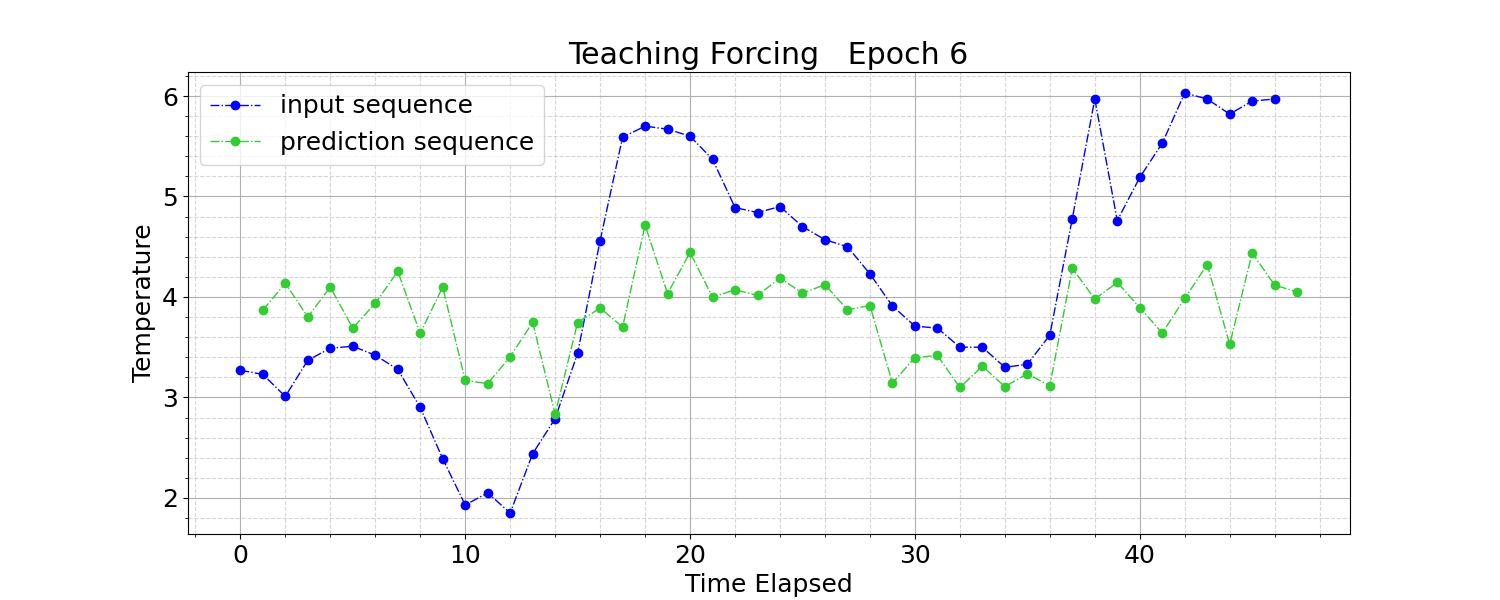 Teaching Forcing   Epoch 6
input sequence
prediction sequence
Temperature
6
5
4
3
2
0 10 20 30 40
Time Elapsed